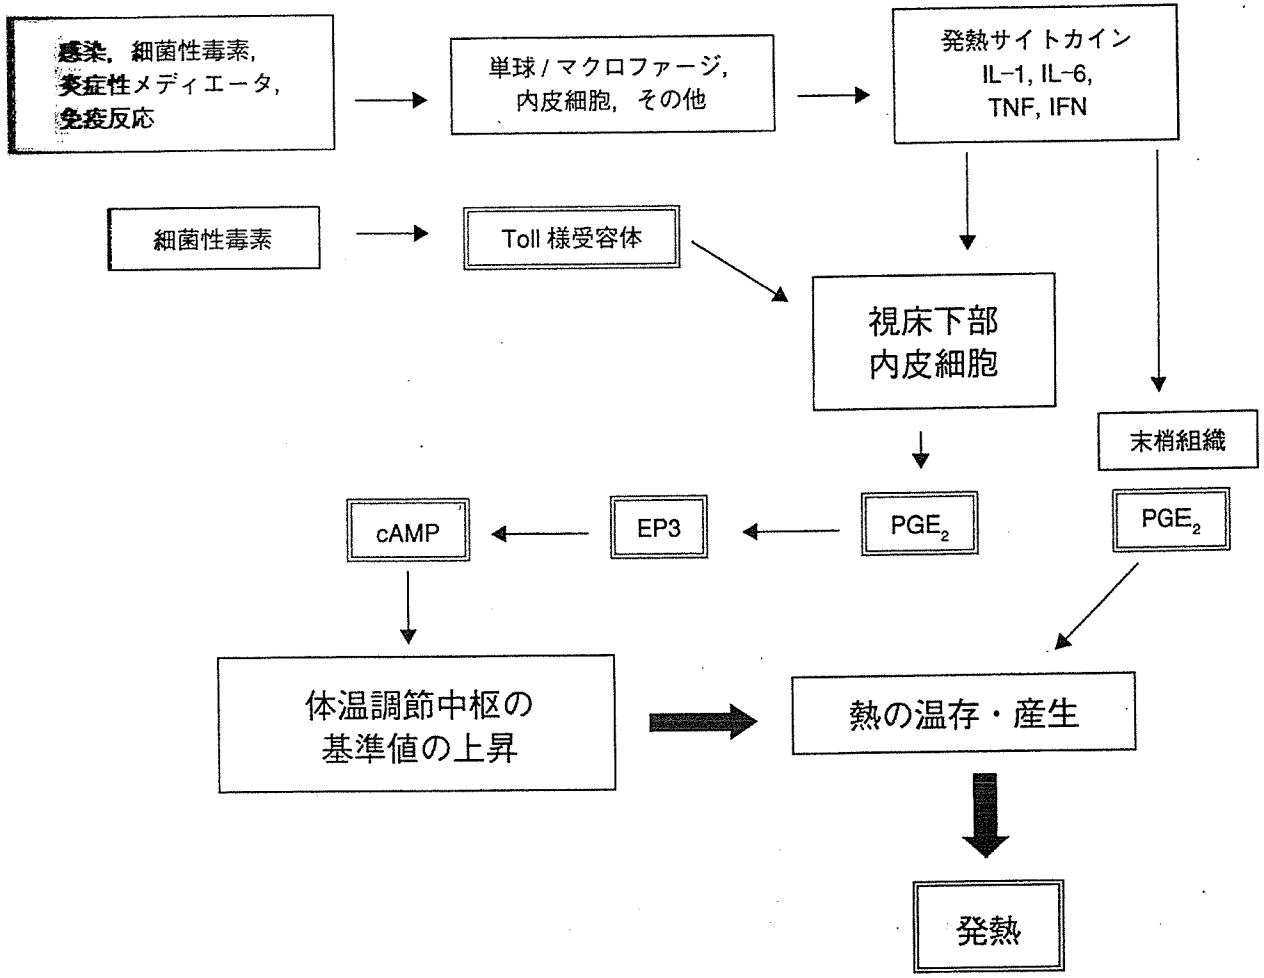 感染，細菌性毒素，
炎症性メディエータ，
免疫反応
単球/マクロファージ，
内皮細胞，その他
発熱サイトカイン
IL-1, IL-6,
TNF, IFN
細菌性毒素
Toll 様受容体
視床下部
内皮細胞
末梢組織
cAMP
EP3
PGE₂
PGE₂
体温調節中枢の
基準値の上昇
熱の温存・産生
発熱